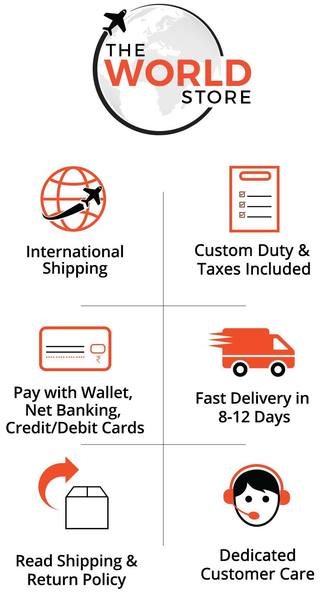 THE
WORLD
STORE
International
Shipping
Custom Duty &
Taxes Included
Pay with Wallet,
Net Banking,
Credit/Debit Cards
Fast Delivery in
8-12 Days
Read Shipping &
Return Policy
Dedicated
Customer Care